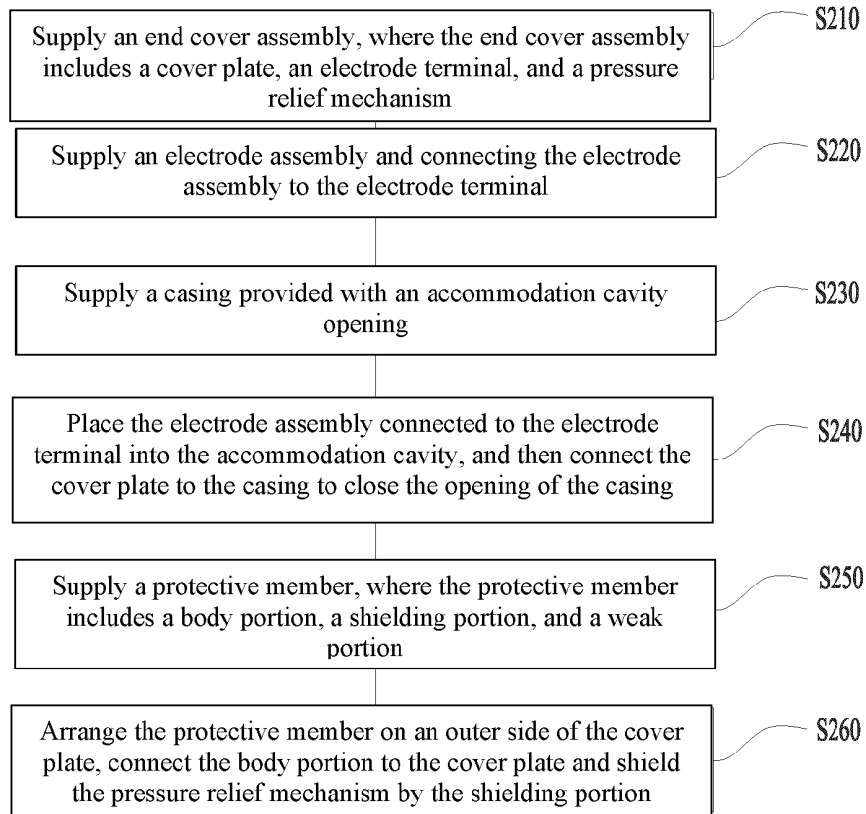 Supply an end cover assembly, where the end cover assembly
includes a cover plate, an electrode terminal, and a pressure
relief mechanism
S210
Supply an electrode assembly and connecting the electrode
assembly to the electrode terminal
S220
Supply a casing provided with an accommodation cavity
opening
S230
Place the electrode assembly connected to the electrode
terminal into the accommodation cavity, and then connect the
cover plate to the casing to close the opening of the casing
S240
Supply a protective member, where the protective member
includes a body portion, a shielding portion, and a weak
portion
S250
Arrange the protective member on an outer side of the cover
plate, connect the body portion to the cover plate and shield
the pressure relief mechanism by the shielding portion
S260